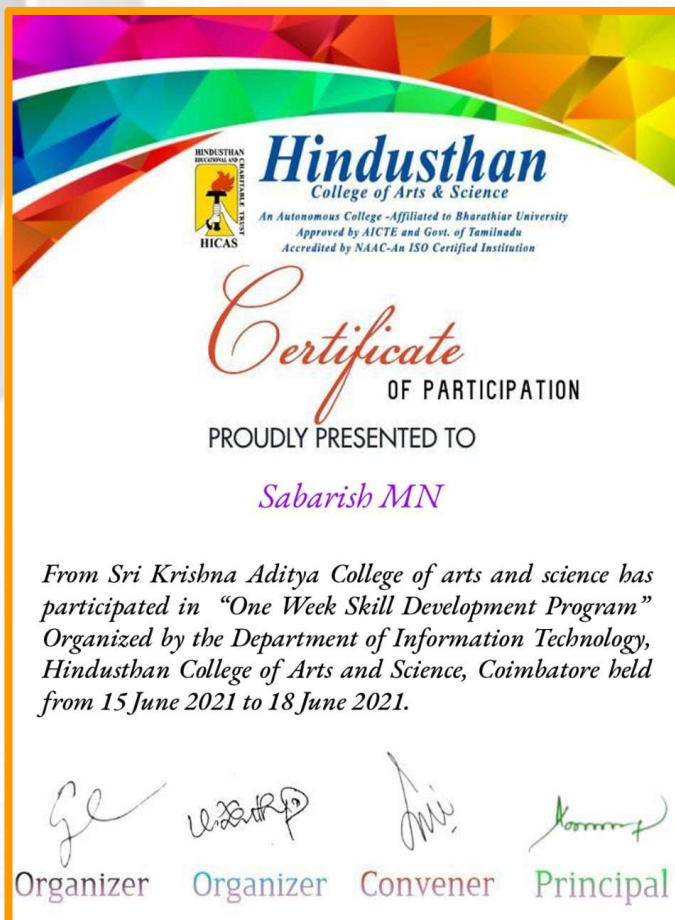 HINDUSTHAN
EDUCATIONAL AND
CHARITABLE TRUST
HICAS
Hindusthan
College of Arts & Science
An Autonomous College -Affiliated to Bharathiar University
Approved by AICTE and Govt. of Tamilnadu
Accredited by NAAC-An ISO Certified Institution
Certificate
OF PARTICIPATION
PROUDLY PRESENTED TO
Sabarish MN
From Sri Krishna Aditya College of arts and science has
participated in “One Week Skill Development Program”
Organized by the Department of Information Technology,
Hindusthan College of Arts and Science, Coimbatore held
from 15 June 2021 to 18 June 2021.
Organizer Organizer Convener Principal